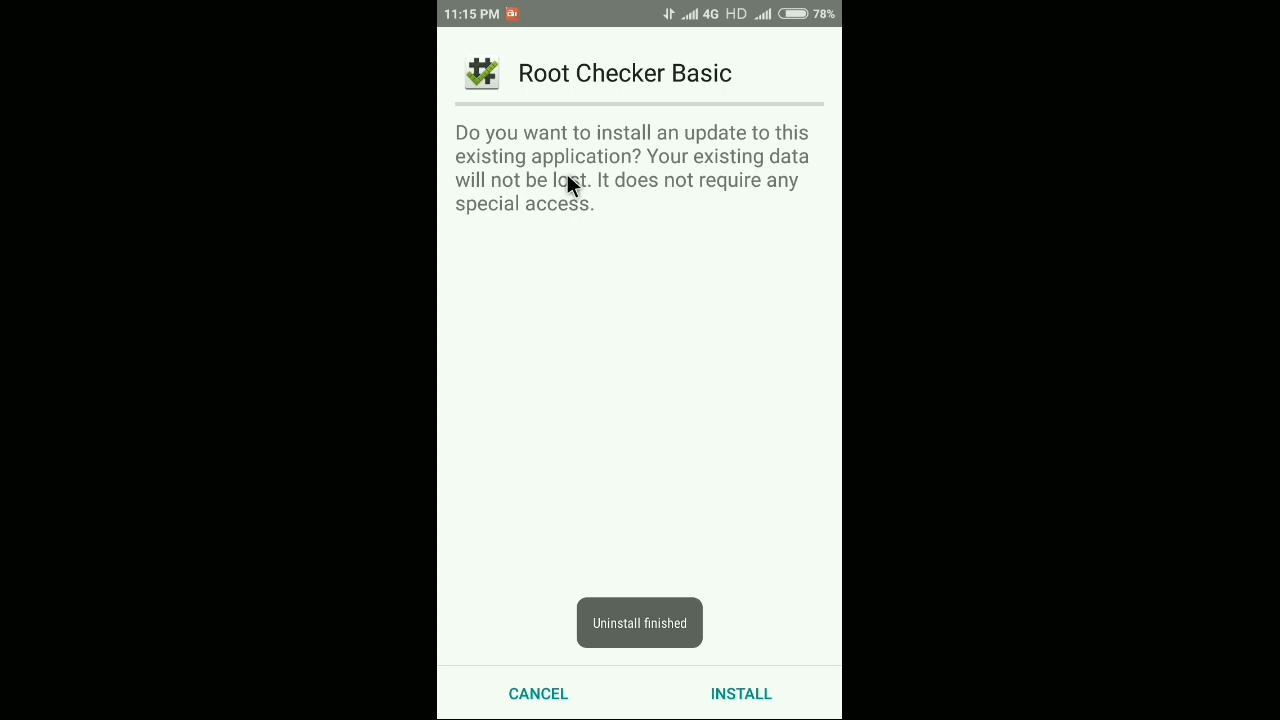 11:15 PM 4G HD 78%
Root Checker Basic
Do you want to install an update to this
existing application? Your existing data
will not be lost. It does not require any
special access.
Uninstall finished
CANCEL INSTALL